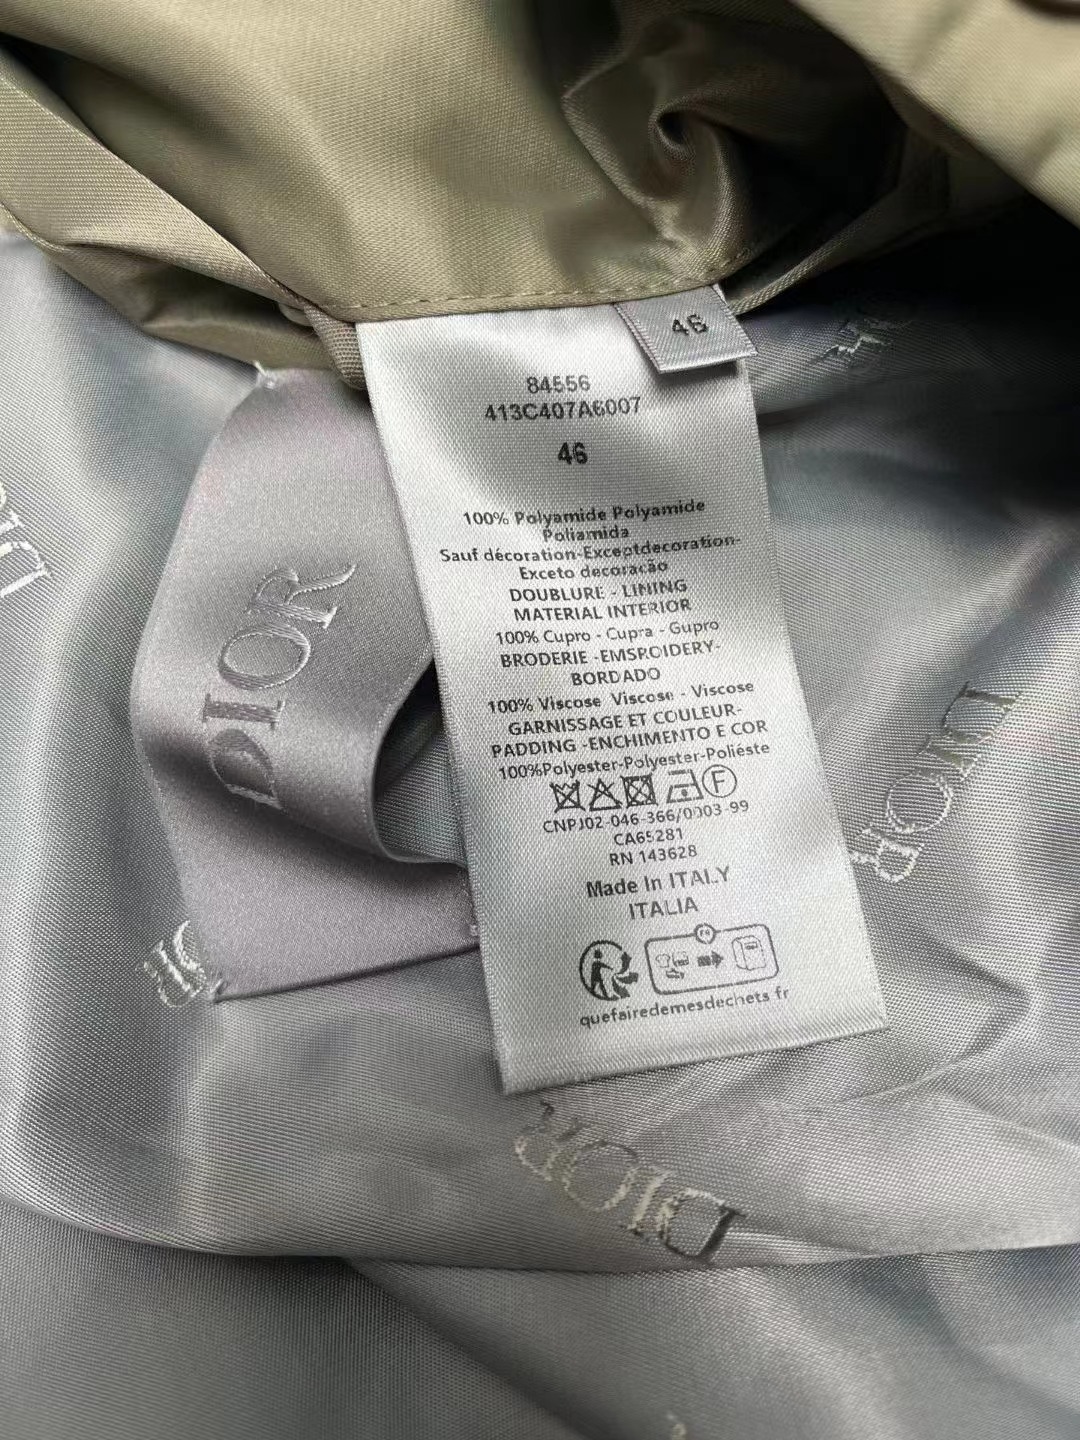 46
84556
413C407A6007
46
100% Polyamide Polyamide
Poliamida
Sauf décoration-Exceptdecoration-
Exceto decoração
DOUBLURE - LINING
MATERIAL INTERIOR
100% Cupro - Cupra - Gupro
BRODERIE -EMSROIDERY-
BORDADO
100% Viscose Viscose - Viscose
GARNISSAGE ET COULEUR-
PADDING -ENCHIMENTO E COR
100%Polyester-Polyester-Poliéste
F
CNPJ02-046-366/0003-99
CA65281
RN 143628
Made In ITALY
ITALIA
FR
quefairedemesdechets fr
DIOR
DIOR
DIOR